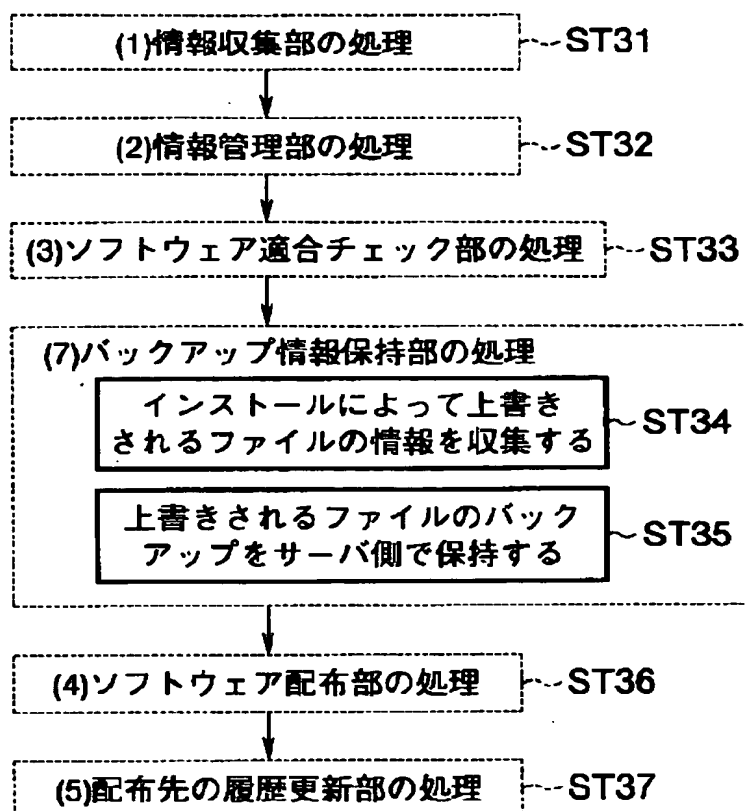 (1)情報収集部の処理 ST31
(2)情報管理部の処理 ST32
(3)ソフトウェア適合チェック部の処理 ST33
(7)バックアップ情報保持部の処理
インストールによって上書き
されるファイルの情報を収集する ST34
上書きされるファイルのバック
アップをサーバ側で保持する ST35
(4)ソフトウェア配布部の処理 ST36
(5)配布先の履歴更新部の処理 ST37